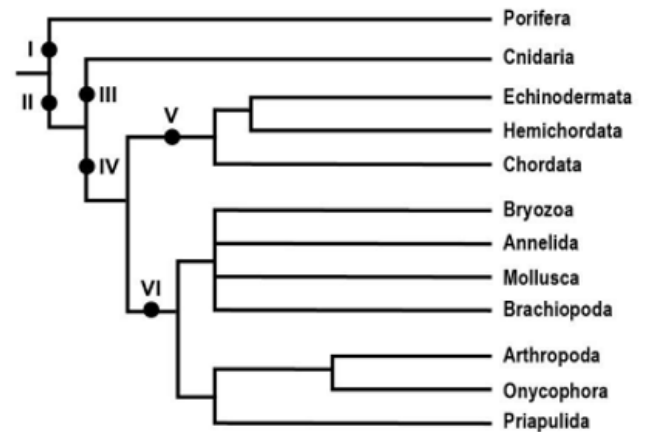 Porifera
I
Cnidaria
II
III
Echinodermata
V
Hemichordata
IV
Chordata
Bryozoa
Annelida
Mollusca
VI
Brachiopoda
Arthropoda
Onycophora
Priapulida